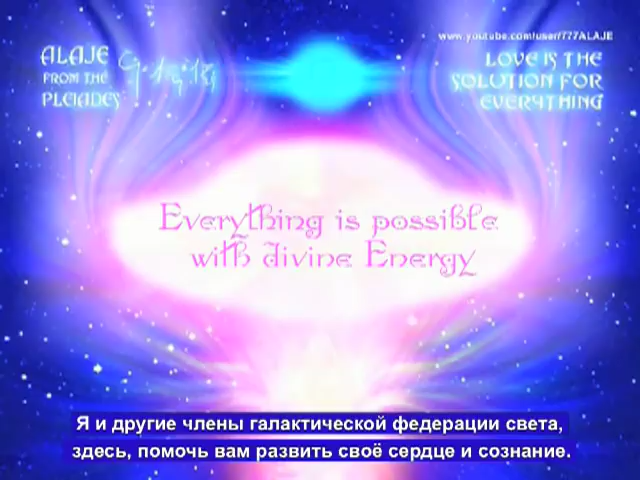 www.youtube.com/user/777ALAJE
ALAJE
FROM THE
PLEIADES
LOVE IS THE
SOLUTION FOR
EVERYTHING
Everything is possible
with divine Energy
Я и другие члены галактической федерации света,
здесь, помочь вам развить своё сердце и сознание.